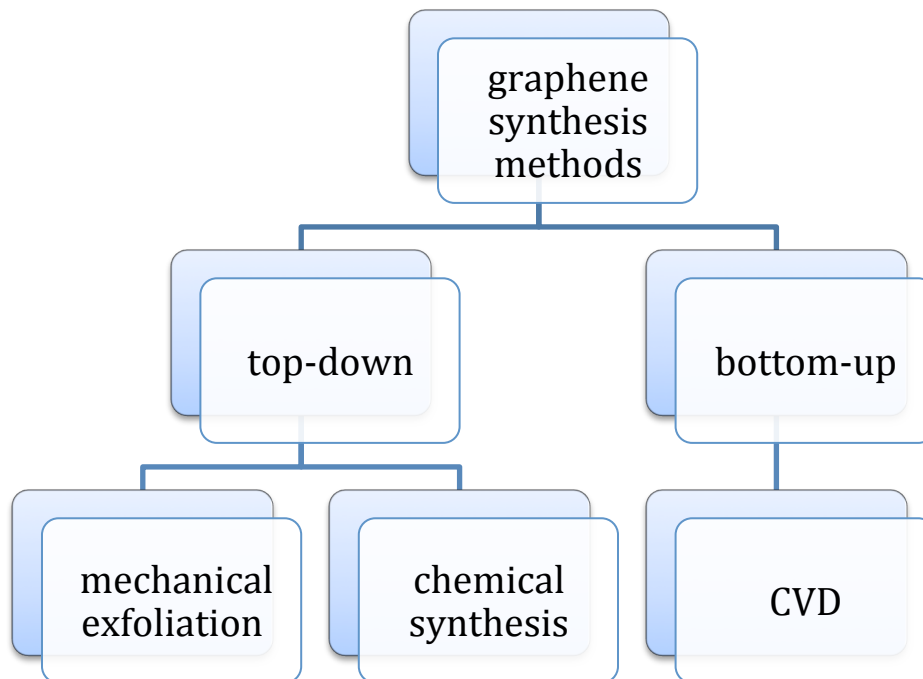 graphene
synthesis
methods
top-down
bottom-up
mechanical
exfoliation
chemical
synthesis
CVD